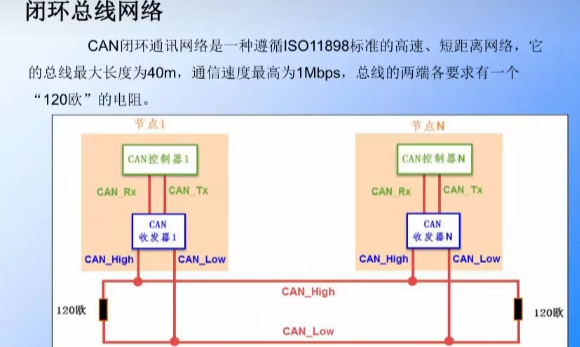 闭环总线网络
CAN闭环通讯网络是一种遵循ISO11898标准的高速、短距离网络，它
的总线最大长度为40m，通信速度最高为1Mbps，总线的两端各要求有一个
“120欧”的电阻。
节点1
节点N
CAN控制器1
CAN控制器N
CAN_Rx
CAN_Tx
CAN_Rx
CAN_Tx
CAN
收发器1
CAN
收发器N
CAN_High
CAN_Low
CAN_High
CAN_Low
CAN_High
120欧
120欧
CAN_Low